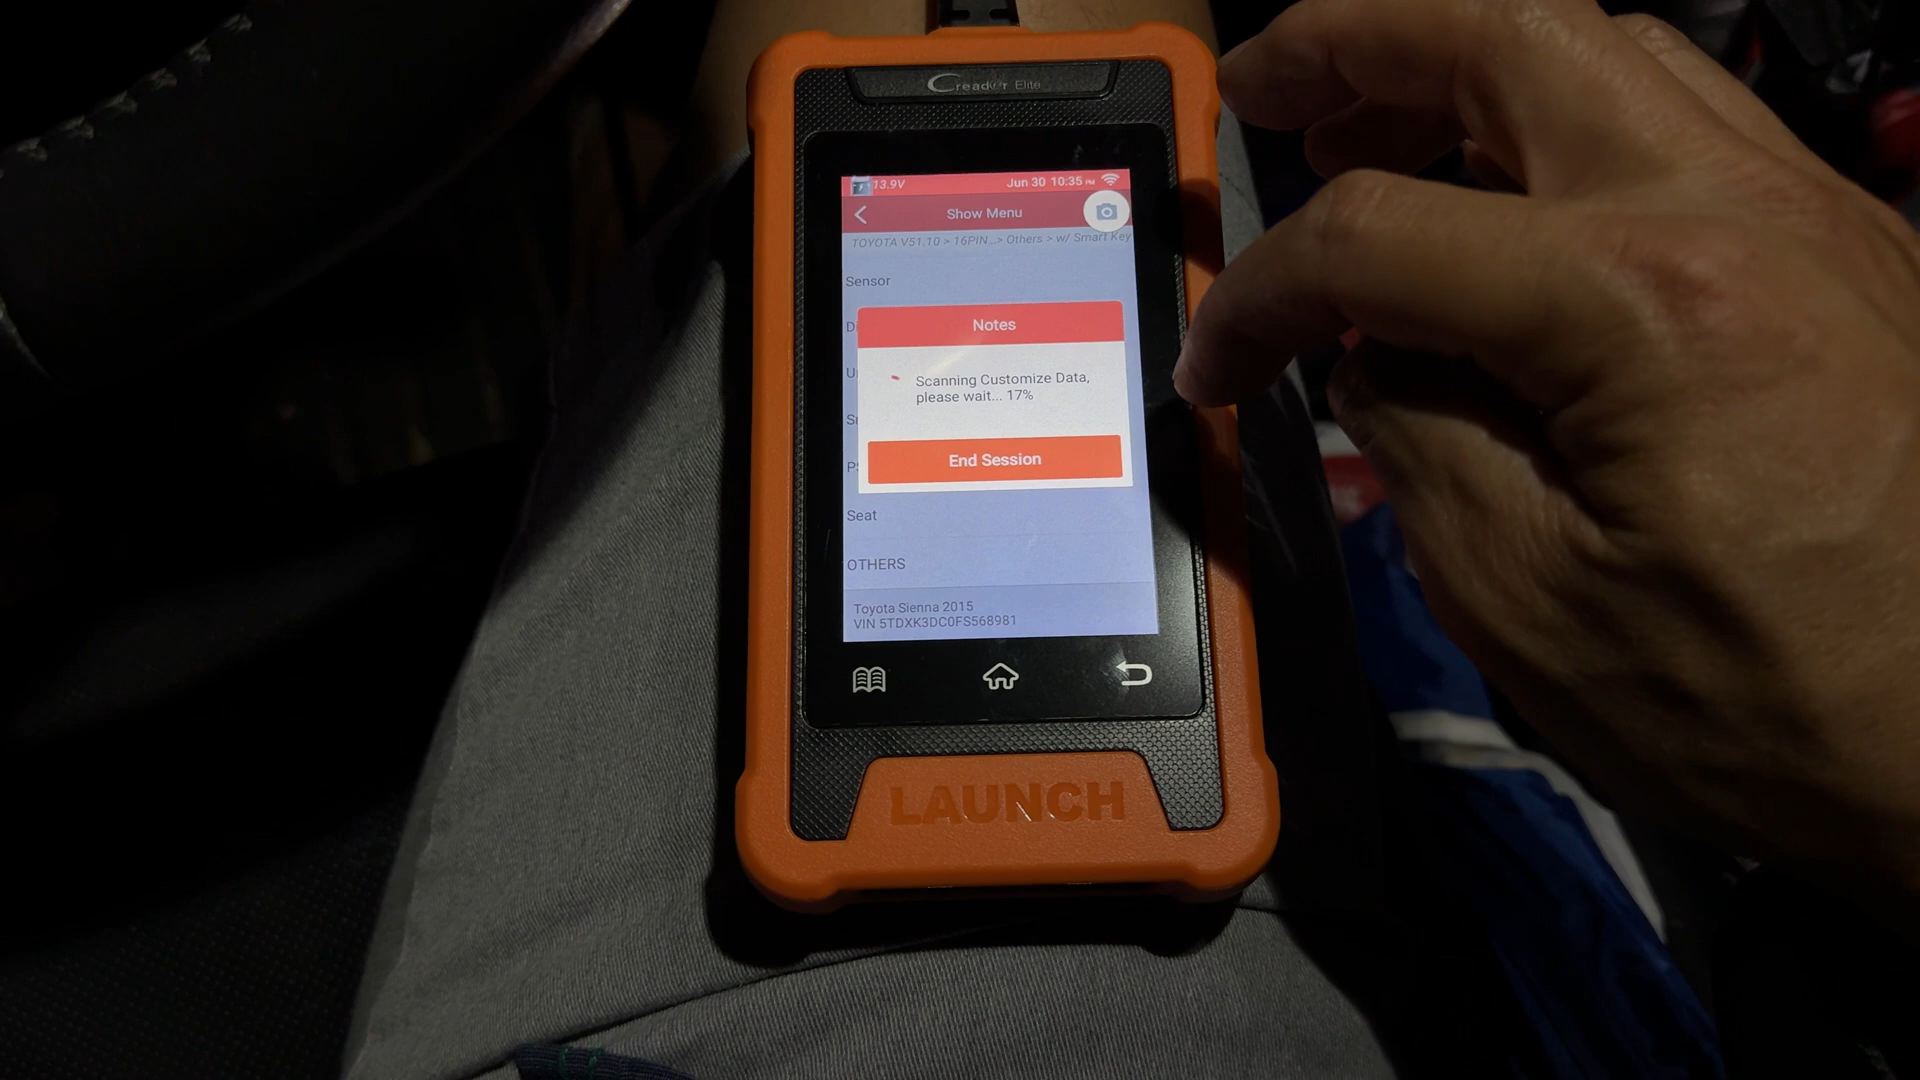 Creader Elite
13.9V Jun 30 10:35 PM
Show Menu
TOYOTA V51.10 > 16PIN...> Others > w/ Smart Key
Sensor
Notes
Scanning Customize Data,
please wait... 17%
End Session
Seat
OTHERS
Toyota Sienna 2015
VIN 5TDXK3DC0FS568981
LAUNCH